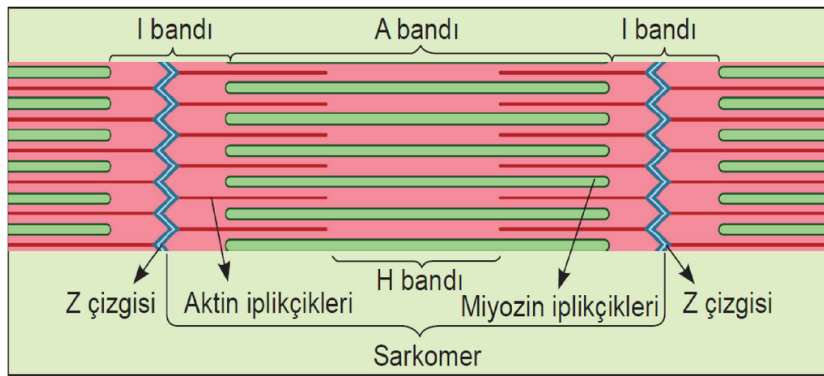 I bandı A bandı I bandı
H bandı
Z çizgisi Aktin iplikçikleri Miyozin iplikçikleri Z çizgisi
Sarkomer